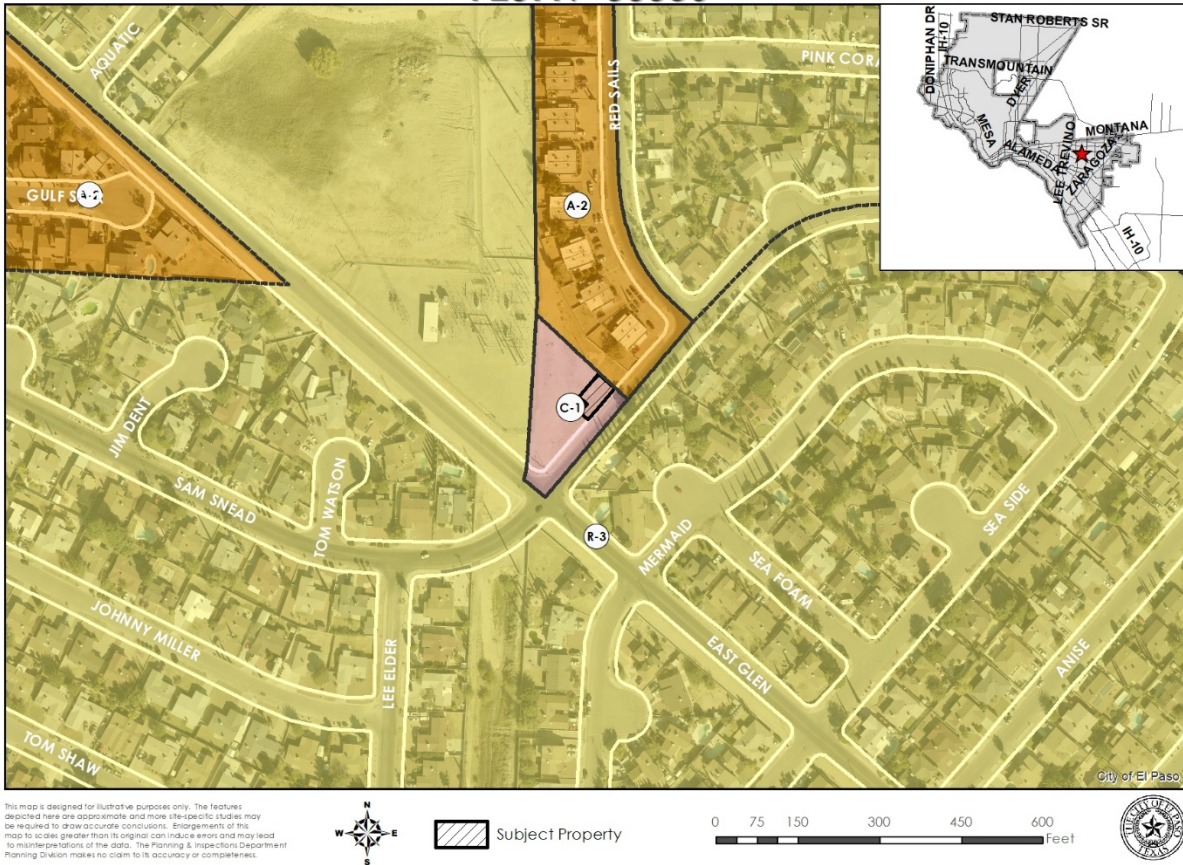 STAN ROBERTS SR
DONIPHAN DR
IH-10
TRANSMOUNTAIN
DYER
MESA
MONTANA
ALAMEDA
LEE TREVINO
ZARAGOZA
IH-10
AQUATIC
RED SAILS
A-2
GULF
A-2
C-1
JIM DENT
TOM WATSON
SAM SNEAD
R-3
MERMAID
SEA FOAM
SEA SIDE
JOHNNY MILLER
LEE ELDER
EAST GLEN
ANISE
TOM SHAW
City of El Paso
This map is designed for illustrative purposes only. The features
depicted here are approximate and more site-specific studies may
be required to draw accurate conclusions. Enlargements of this
map to scales greater than its original can induce errors and may lead
to misinterpretations of the data. The Planning & Inspections Department
Planning Division makes no claim to its accuracy or completeness.
N
W E
S
Subject Property
0 75 150 300 450 600
Feet